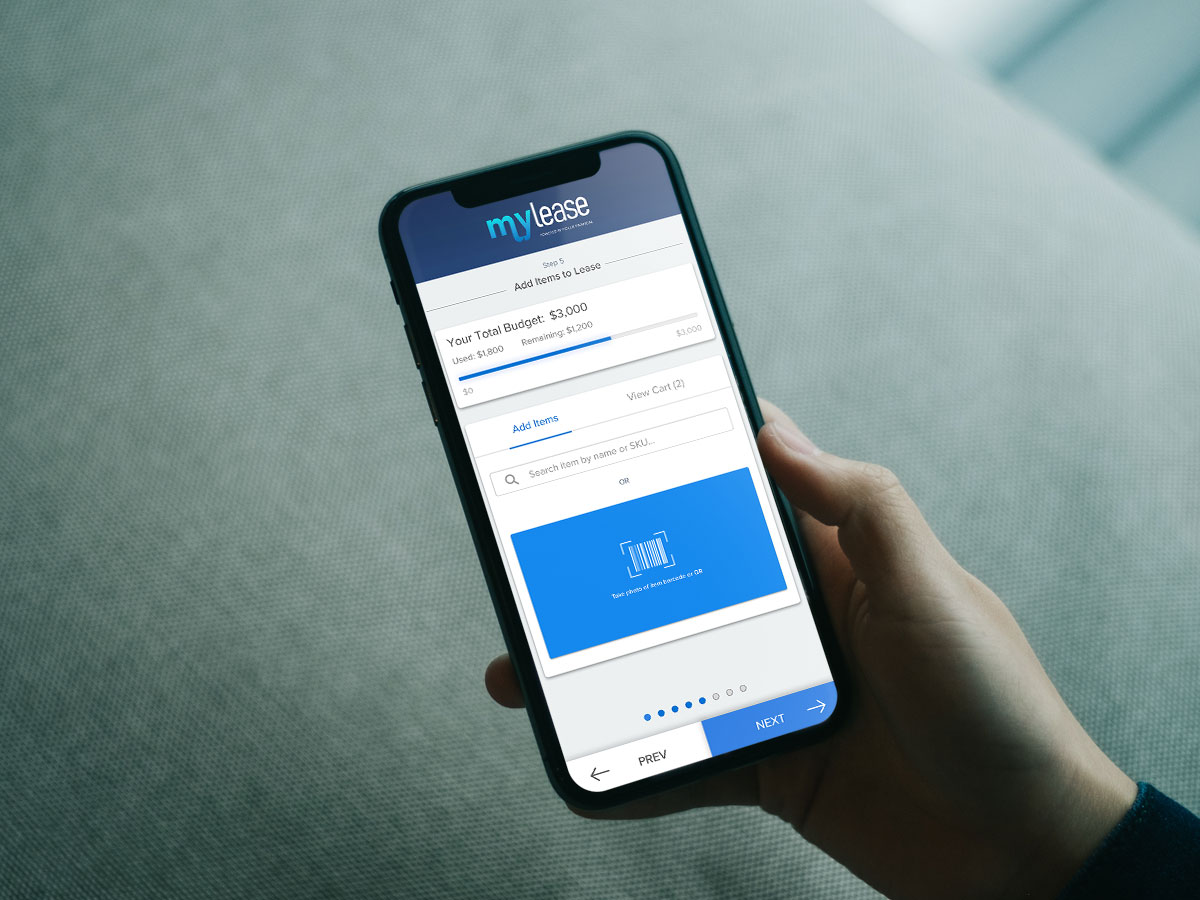 mylease
Step 5
Add Items to Lease
Your Total Budget: $3,000
Used: $1,800 Remaining: $1,200
$0 $3,000
Add Items View Cart (2)
Search item by name or SKU...
OR
Take photo of item barcode or QR
PREV NEXT